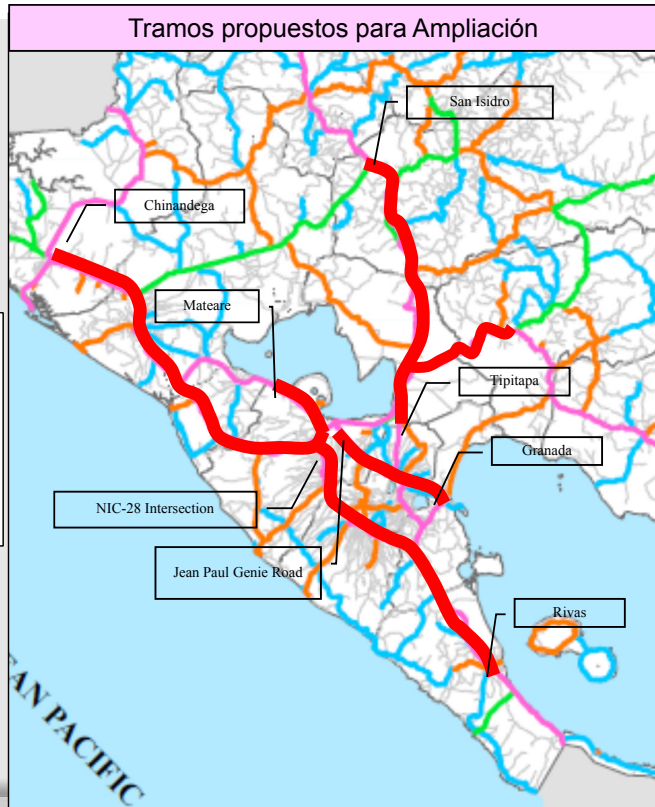 Tramos propuestos para Ampliación
San Isidro
Chinandega
Mateare
Tipitapa
Granada
NIC-28 Intersection
Jean Paul Genie Road
Rivas
AN PACIFIC